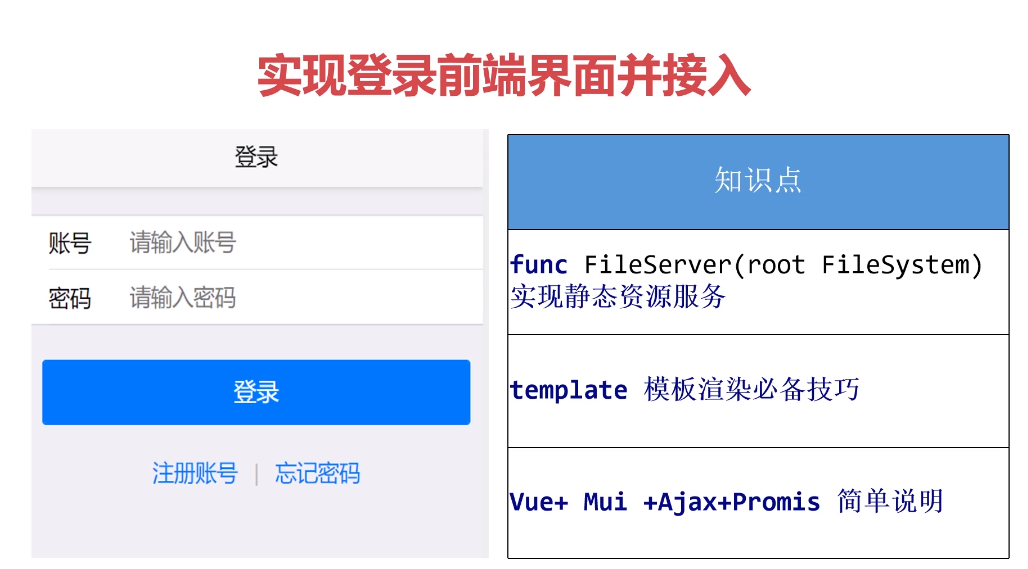 实现登录前端界面并接入
登录
账号 请输入账号
密码 请输入密码
登录
注册账号 | 忘记密码
知识点
func FileServer(root FileSystem)
实现静态资源服务
template 模板渲染必备技巧
Vue+ Mui +Ajax+Promis 简单说明